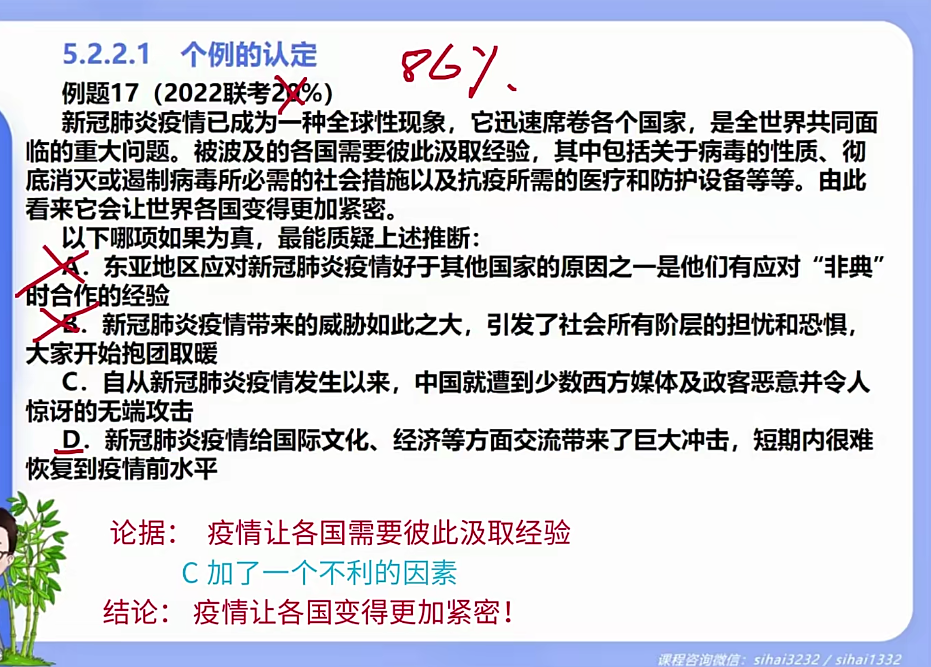 5.2.2.1 个例的认定
86%.
例题17（2022联考2%）
新冠肺炎疫情已成为一种全球性现象，它迅速席卷各个国家，是全世界共同面
临的重大问题。被波及的各国需要彼此汲取经验，其中包括关于病毒的性质、彻
底消灭或遏制病毒所必需的社会措施以及抗疫所需的医疗和防护设备等等。由此
看来它会让世界各国变得更加紧密。
以下哪项如果为真，最能质疑上述推断：
A．东亚地区应对新冠肺炎疫情好于其他国家的原因之一是他们有应对“非典”
时合作的经验
B．新冠肺炎疫情带来的威胁如此之大，引发了社会所有阶层的担忧和恐惧，
大家开始抱团取暖
C．自从新冠肺炎疫情发生以来，中国就遭到少数西方媒体及政客恶意并令人
惊讶的无端攻击
D．新冠肺炎疫情给国际文化、经济等方面交流带来了巨大冲击，短期内很难
恢复到疫情前水平
论据： 疫情让各国需要彼此汲取经验
C 加了一个不利的因素
结论： 疫情让各国变得更加紧密！
课程咨询微信：sihai3232 / sihai1332